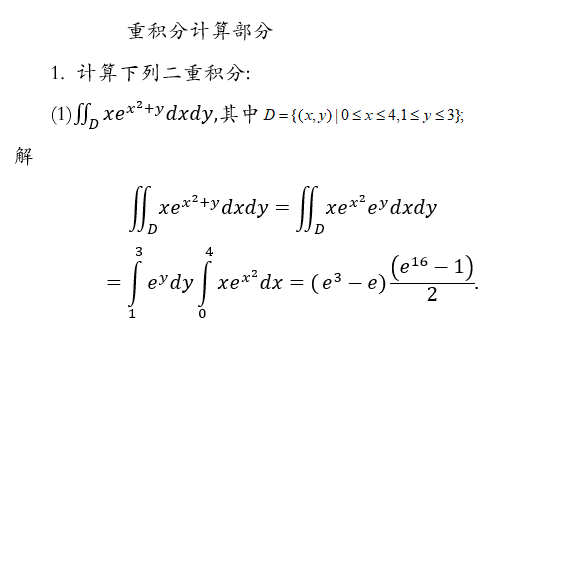 重积分计算部分
1. 计算下列二重积分:
(1)∬_D xe^{x²+y}dxdy,其中 D={(x,y)|0≤x≤4,1≤y≤3};
解
∬_D xe^{x²+y}dxdy = ∬_D xe^{x²}e^y dxdy
= ∫_1^3 e^y dy ∫_0^4 xe^{x²}dx = (e³ − e) (e^{16} − 1)/2.